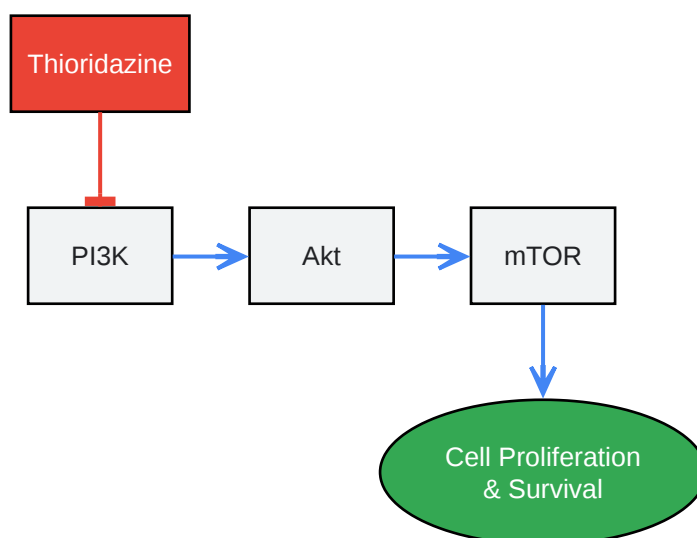 Thioridazine
PI3K
Akt
mTOR
Cell Proliferation
& Survival